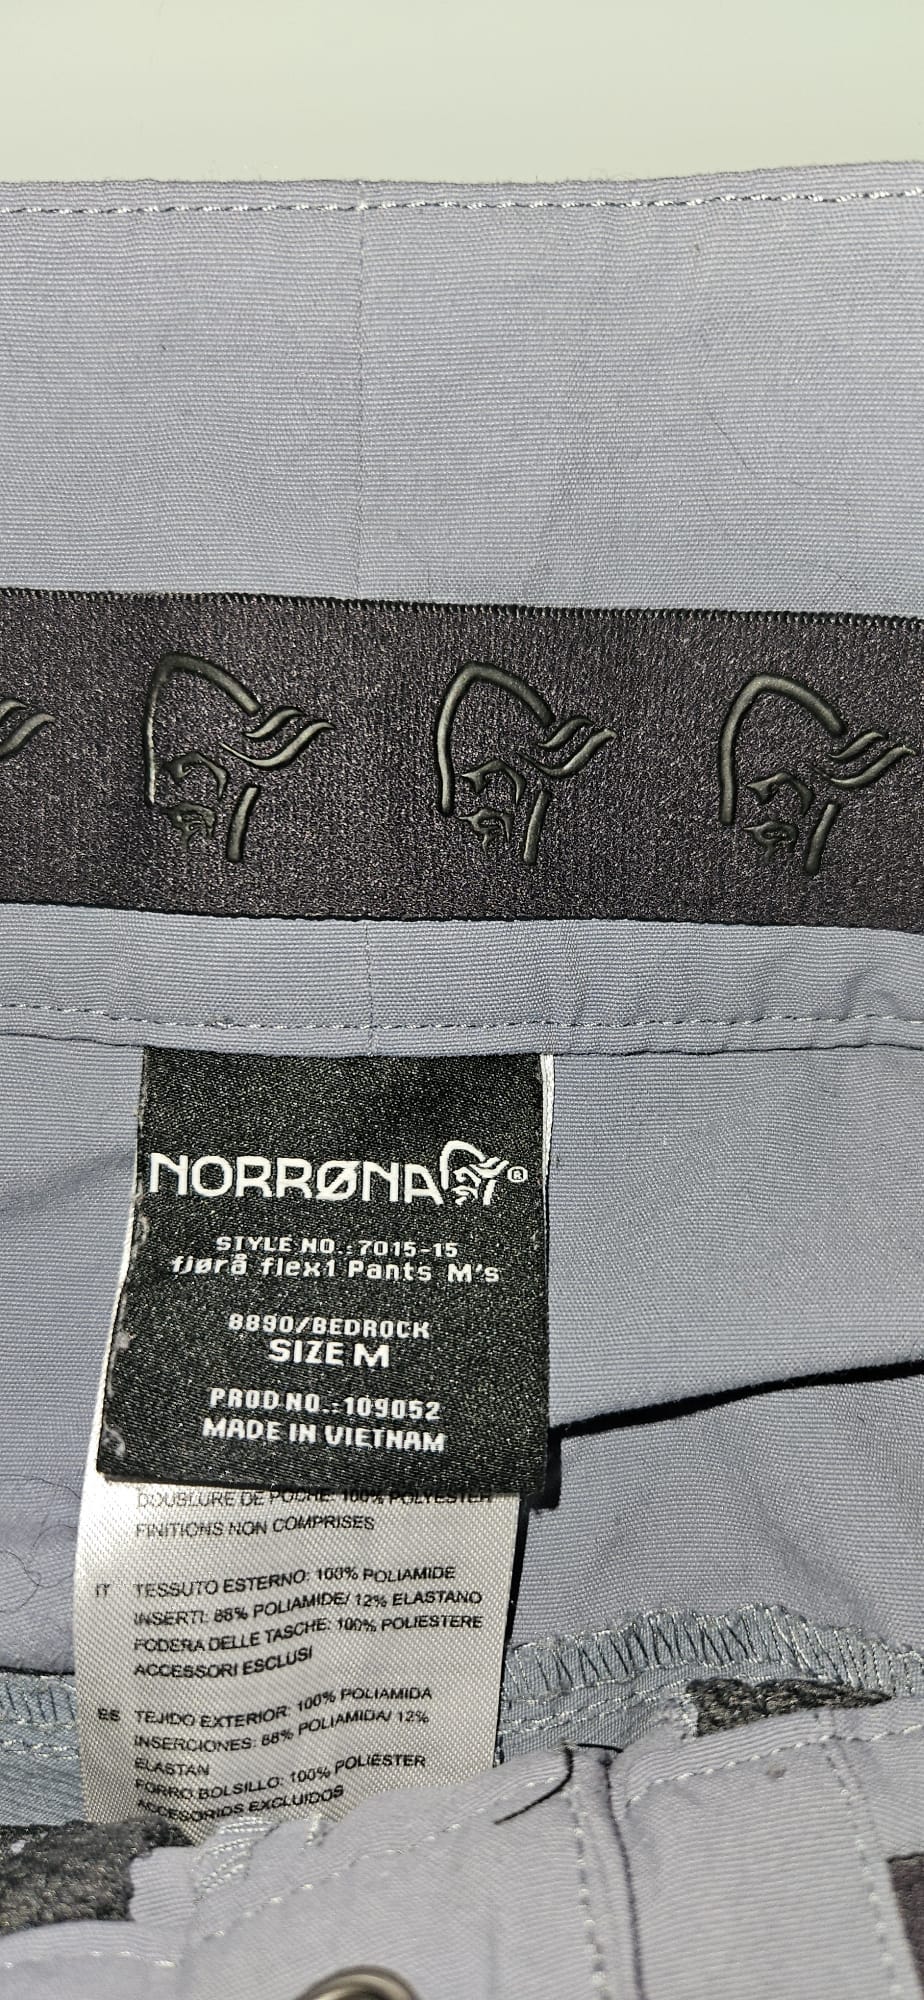 NORRØNA®
STYLE NO.:7015-15
fjørå flex1 Pants M's
8890/BEDROCK
SIZE M
PROD NO.:109052
MADE IN VIETNAM
DOUBLURE DE POCHE: 100% POLYESTER
FINITIONS NON COMPRISES
IT TESSUTO ESTERNO: 100% POLIAMIDE
INSERTI: 88% POLIAMIDE/ 12% ELASTANO
FODERA DELLE TASCHE: 100% POLIESTERE
ACCESSORI ESCLUSI
ES TEJIDO EXTERIOR: 100% POLIAMIDA
INSERCIONES: 88% POLIAMIDA/ 12%
ELASTAN
FORRO BOLSILLO: 100% POLIÉSTER
ACCESORIOS EXCLUIDOS